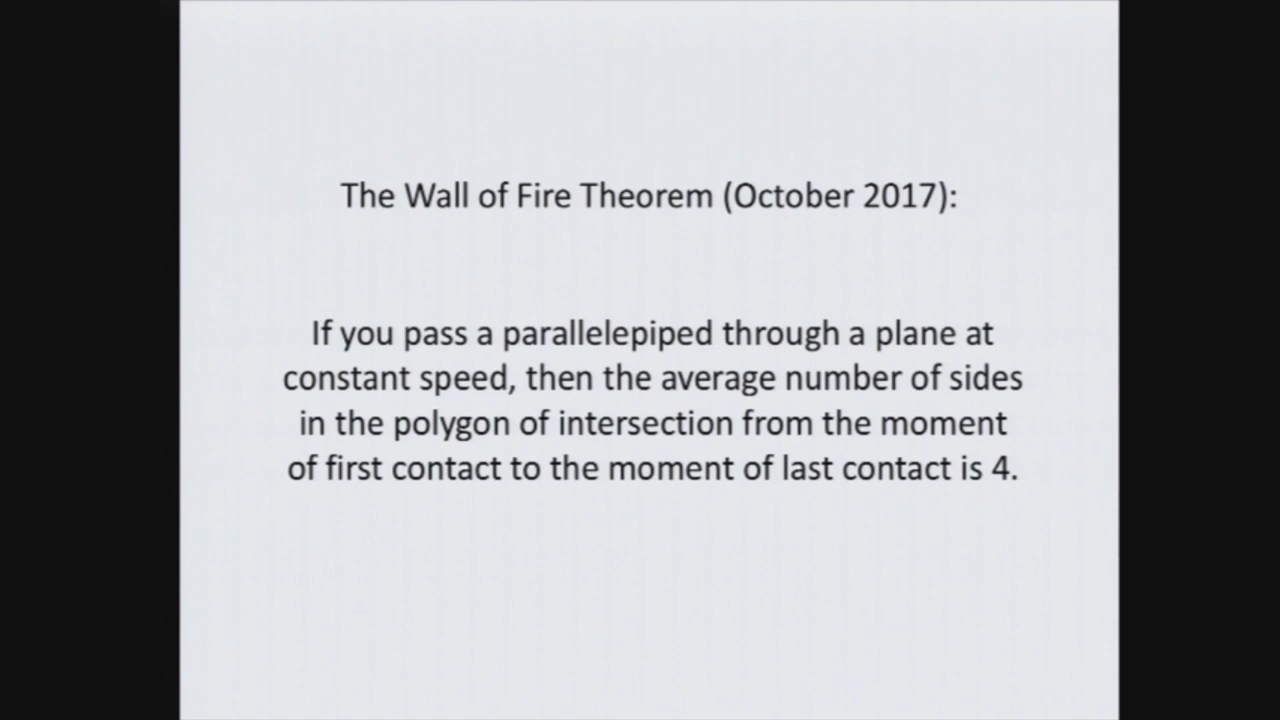 The Wall of Fire Theorem (October 2017):
If you pass a parallelepiped through a plane at
constant speed, then the average number of sides
in the polygon of intersection from the moment
of first contact to the moment of last contact is 4.